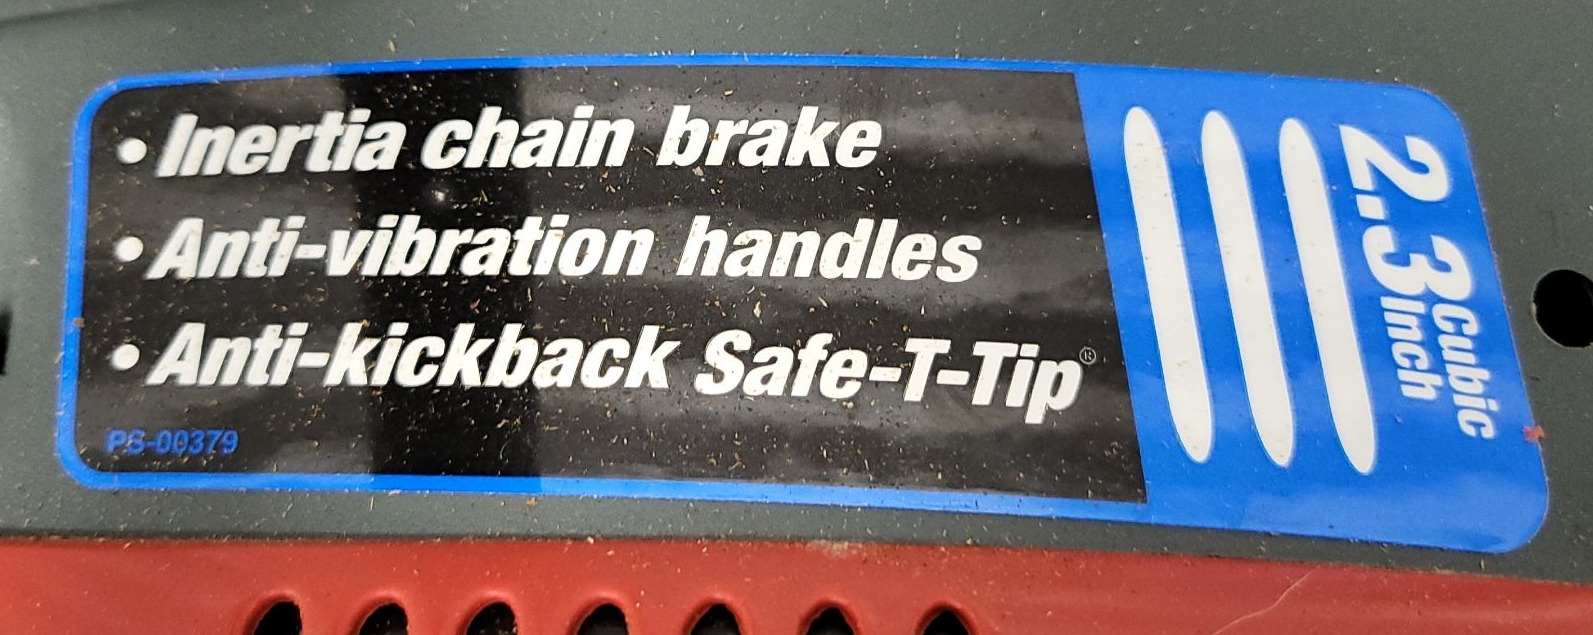 • Inertia chain brake
• Anti-vibration handles
• Anti-kickback Safe-T-Tip®
PS-00379
2.3 Cubic Inch